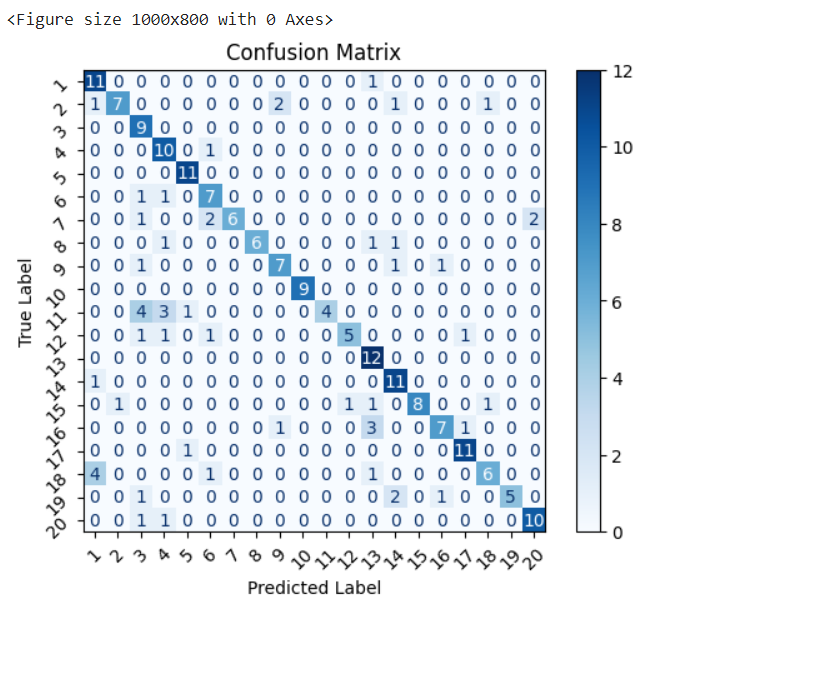 <Figure size 1000x800 with 0 Axes>
Confusion Matrix
1 11 0 0 0 0 0 0 0 0 0 0 0 1 0 0 0 0 0 0 0
2 1 7 0 0 0 0 0 0 2 0 0 0 0 1 0 0 0 1 0 0
3 0 0 9 0 0 0 0 0 0 0 0 0 0 0 0 0 0 0 0 0
4 0 0 0 10 0 1 0 0 0 0 0 0 0 0 0 0 0 0 0 0
5 0 0 0 0 11 0 0 0 0 0 0 0 0 0 0 0 0 0 0 0
6 0 0 1 1 0 7 0 0 0 0 0 0 0 0 0 0 0 0 0 0
7 0 0 1 0 0 2 6 0 0 0 0 0 0 0 0 0 0 0 0 2
8 0 0 0 1 0 0 0 6 0 0 0 0 1 1 0 0 0 0 0 0
9 0 0 1 0 0 0 0 0 7 0 0 0 0 1 0 1 0 0 0 0
10 0 0 0 0 0 0 0 0 0 9 0 0 0 0 0 0 0 0 0 0
11 0 0 4 3 1 0 0 0 0 0 4 0 0 0 0 0 0 0 0 0
12 0 0 1 1 0 1 0 0 0 0 0 5 0 0 0 0 1 0 0 0
13 0 0 0 0 0 0 0 0 0 0 0 0 12 0 0 0 0 0 0 0
14 1 0 0 0 0 0 0 0 0 0 0 0 0 11 0 0 0 0 0 0
15 0 1 0 0 0 0 0 0 0 0 0 1 1 0 8 0 0 1 0 0
16 0 0 0 0 0 0 0 0 1 0 0 0 3 0 0 7 1 0 0 0
17 0 0 0 0 1 0 0 0 0 0 0 0 0 0 0 0 11 0 0 0
18 4 0 0 0 0 1 0 0 0 0 0 0 1 0 0 0 0 6 0 0
19 0 0 1 0 0 0 0 0 0 0 0 0 0 2 0 1 0 0 5 0
20 0 0 1 1 0 0 0 0 0 0 0 0 0 0 0 0 0 0 0 10
1 2 3 4 5 6 7 8 9 10 11 12 13 14 15 16 17 18 19 20
True Label
Predicted Label
12
10
8
6
4
2
0